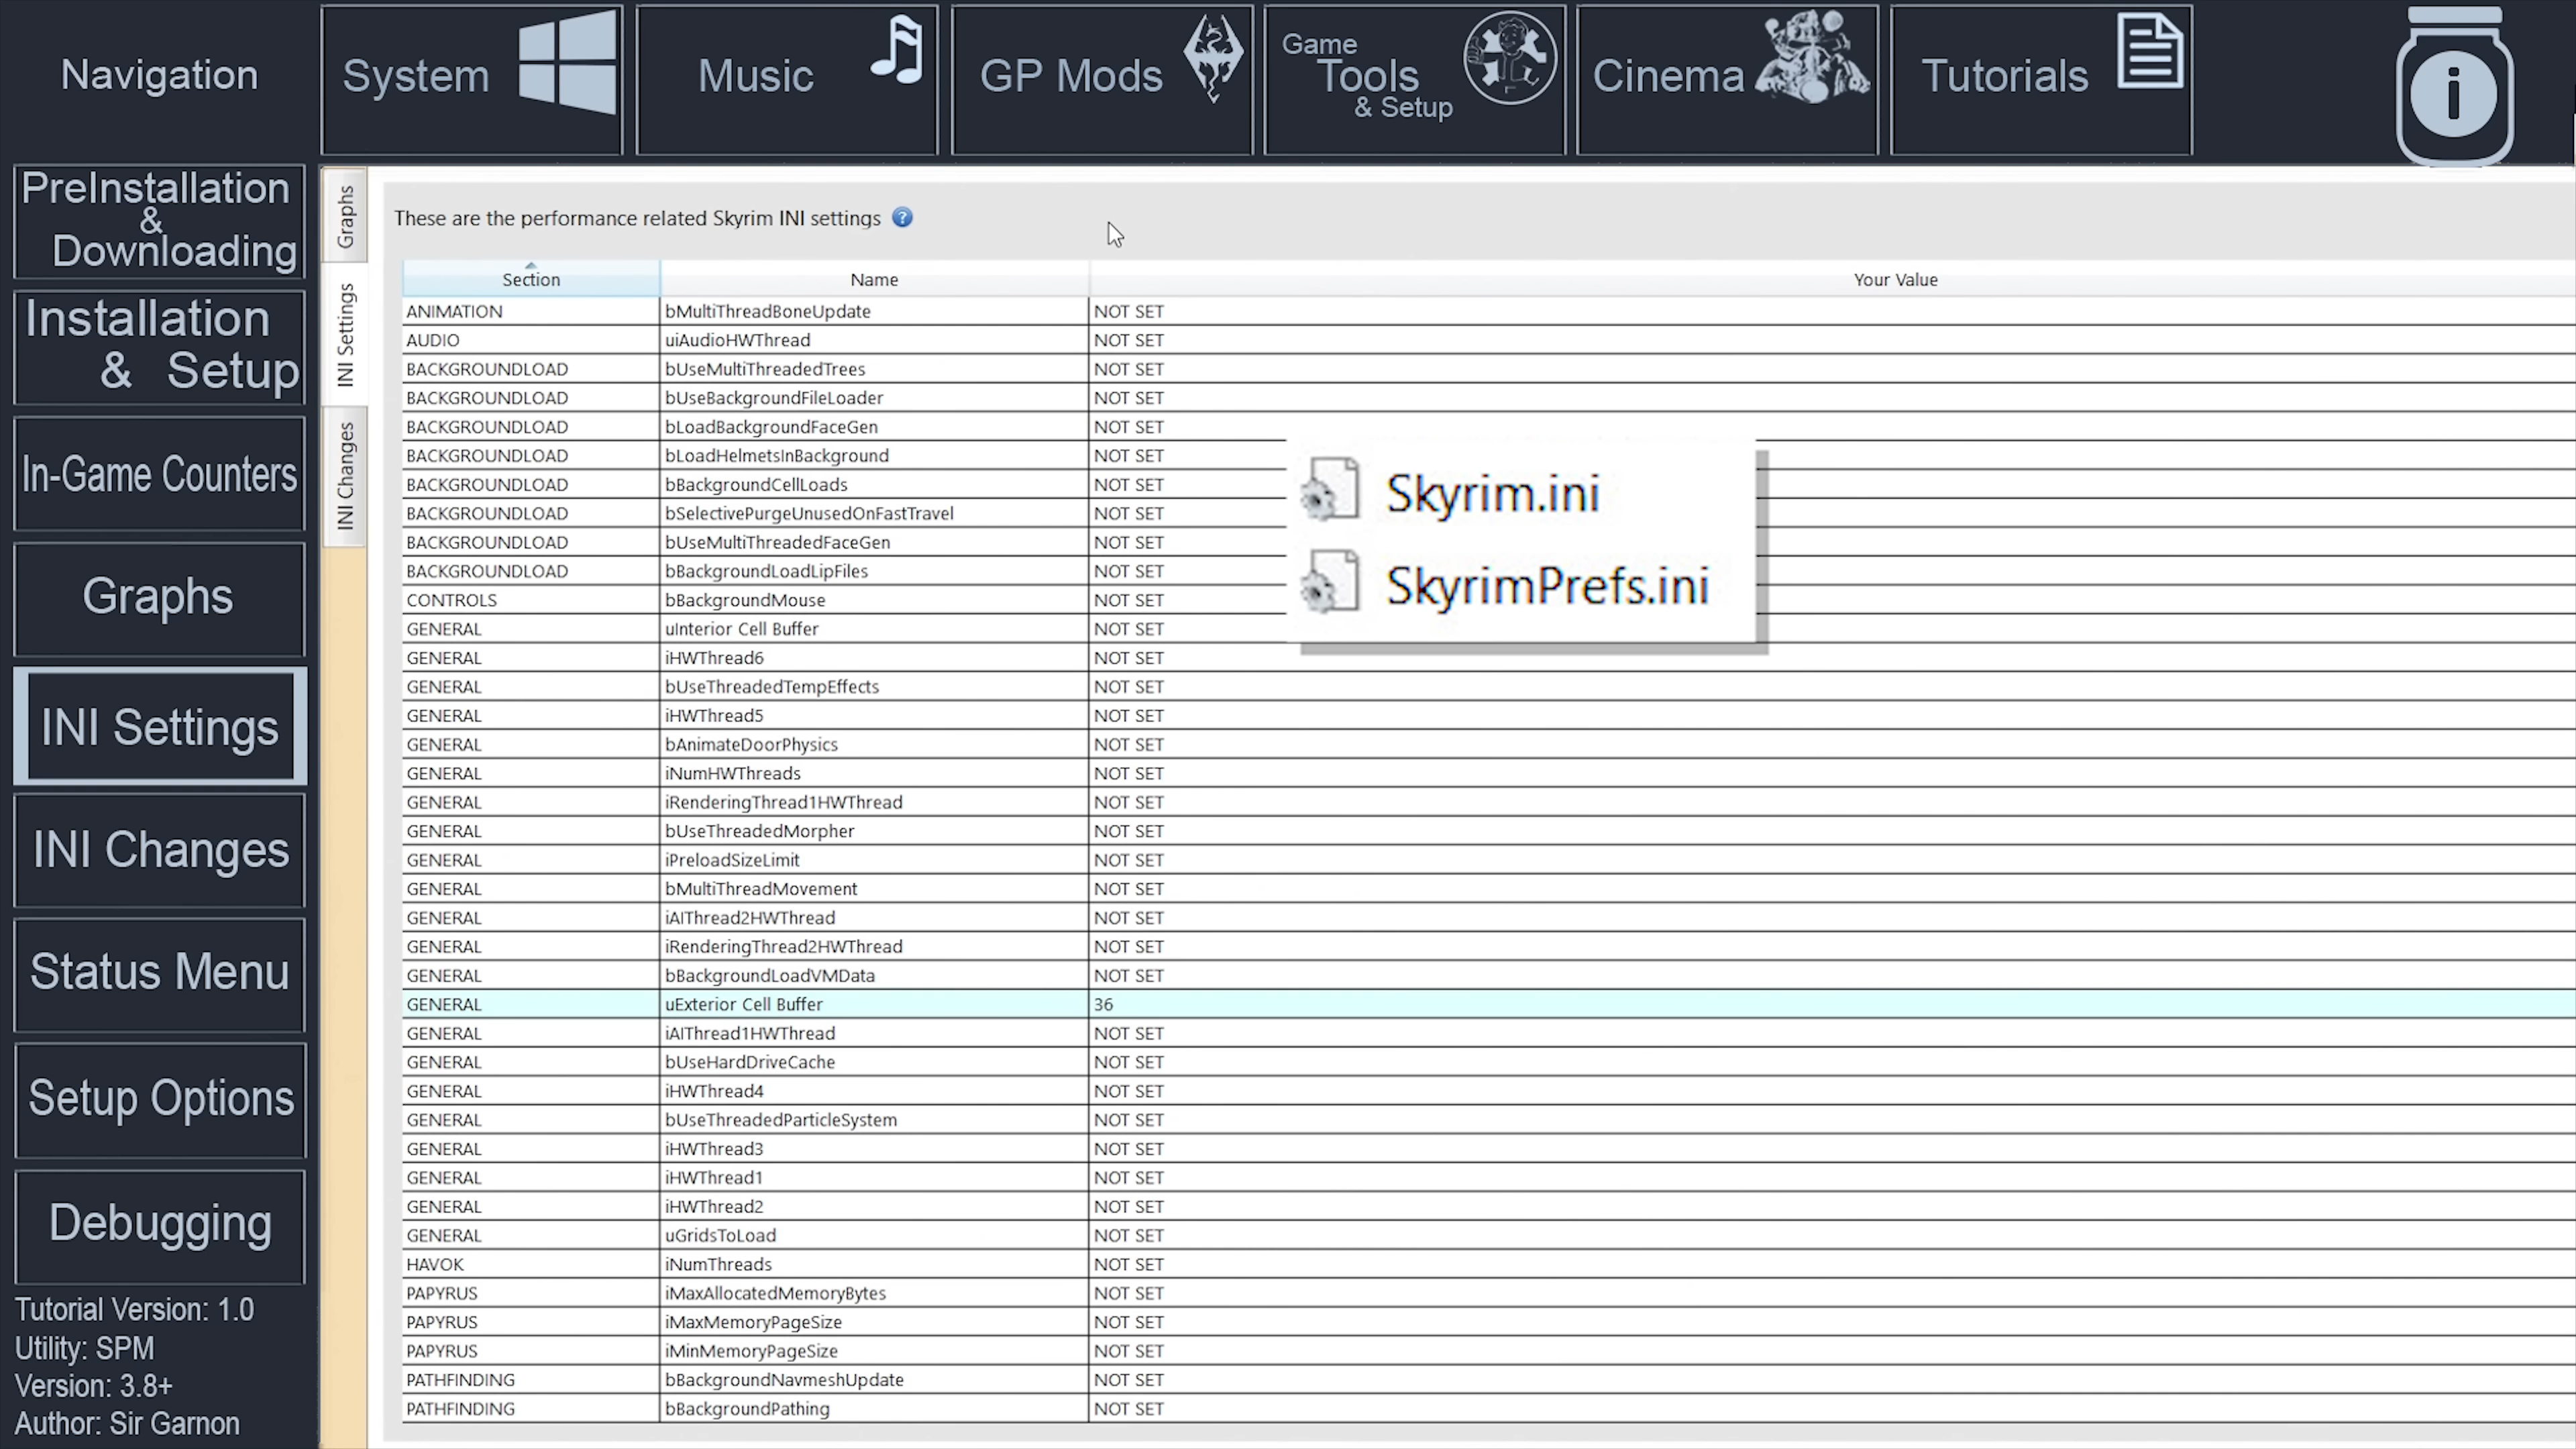 Navigation
System
Music
GP Mods
Game
Tools
& Setup
Cinema
Tutorials
i
PreInstallation
&
Downloading
Installation
& Setup
In-Game Counters
Graphs
INI Settings
INI Changes
Status Menu
Setup Options
Debugging
Tutorial Version: 1.0
Utility: SPM
Version: 3.8+
Author: Sir Garnon
Graphs
INI Settings
INI Changes
These are the performance related Skyrim INI settings ?
Section Name Your Value
ANIMATION bMultiThreadBoneUpdate NOT SET
AUDIO uiAudioHWThread NOT SET
BACKGROUNDLOAD bUseMultiThreadedTrees NOT SET
BACKGROUNDLOAD bUseBackgroundFileLoader NOT SET
BACKGROUNDLOAD bLoadBackgroundFaceGen NOT SET
BACKGROUNDLOAD bLoadHelmetsInBackground NOT SET
BACKGROUNDLOAD bBackgroundCellLoads NOT SET
BACKGROUNDLOAD bSelectivePurgeUnusedOnFastTravel NOT SET
BACKGROUNDLOAD bUseMultiThreadedFaceGen NOT SET
BACKGROUNDLOAD bBackgroundLoadLipFiles NOT SET
CONTROLS bBackgroundMouse NOT SET
GENERAL uInterior Cell Buffer NOT SET
GENERAL iHWThread6 NOT SET
GENERAL bUseThreadedTempEffects NOT SET
GENERAL iHWThread5 NOT SET
GENERAL bAnimateDoorPhysics NOT SET
GENERAL iNumHWThreads NOT SET
GENERAL iRenderingThread1HWThread NOT SET
GENERAL bUseThreadedMorpher NOT SET
GENERAL iPreloadSizeLimit NOT SET
GENERAL bMultiThreadMovement NOT SET
GENERAL iAIThread2HWThread NOT SET
GENERAL iRenderingThread2HWThread NOT SET
GENERAL bBackgroundLoadVMData NOT SET
GENERAL uExterior Cell Buffer 36
GENERAL iAIThread1HWThread NOT SET
GENERAL bUseHardDriveCache NOT SET
GENERAL iHWThread4 NOT SET
GENERAL bUseThreadedParticleSystem NOT SET
GENERAL iHWThread3 NOT SET
GENERAL iHWThread1 NOT SET
GENERAL iHWThread2 NOT SET
GENERAL uGridsToLoad NOT SET
HAVOK iNumThreads NOT SET
PAPYRUS iMaxAllocatedMemoryBytes NOT SET
PAPYRUS iMaxMemoryPageSize NOT SET
PAPYRUS iMinMemoryPageSize NOT SET
PATHFINDING bBackgroundNavmeshUpdate NOT SET
PATHFINDING bBackgroundPathing NOT SET
Skyrim.ini
SkyrimPrefs.ini